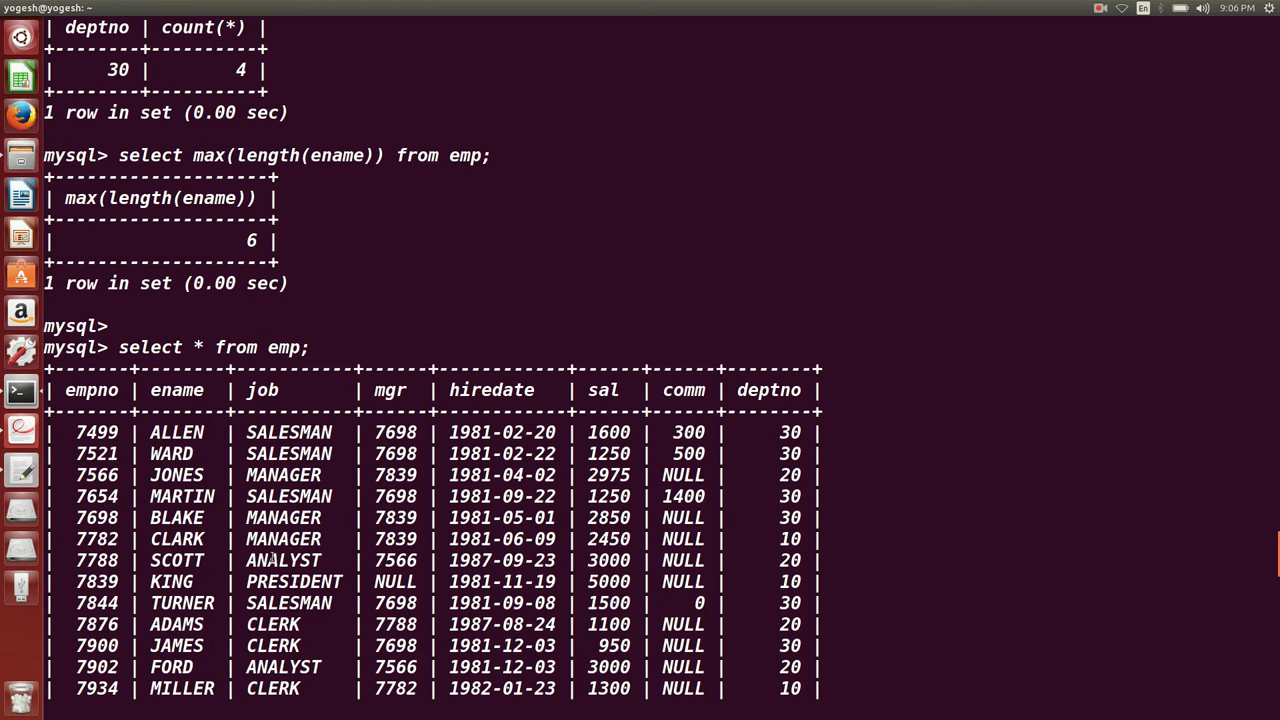 yogesh@yogesh: ~
En
9:06 PM
| deptno | count(*) |
+--------+----------+
|     30 |        4 |
+--------+----------+
1 row in set (0.00 sec)
mysql> select max(length(ename)) from emp;
+--------------------+
| max(length(ename)) |
+--------------------+
|                  6 |
+--------------------+
1 row in set (0.00 sec)
mysql>
mysql> select * from emp;
+-------+--------+-----------+------+------------+------+------+--------+
| empno | ename  | job       | mgr  | hiredate   | sal  | comm | deptno |
+-------+--------+-----------+------+------------+------+------+--------+
|  7499 | ALLEN  | SALESMAN  | 7698 | 1981-02-20 | 1600 |  300 |     30 |
|  7521 | WARD   | SALESMAN  | 7698 | 1981-02-22 | 1250 |  500 |     30 |
|  7566 | JONES  | MANAGER   | 7839 | 1981-04-02 | 2975 | NULL |     20 |
|  7654 | MARTIN | SALESMAN  | 7698 | 1981-09-22 | 1250 | 1400 |     30 |
|  7698 | BLAKE  | MANAGER   | 7839 | 1981-05-01 | 2850 | NULL |     30 |
|  7782 | CLARK  | MANAGER   | 7839 | 1981-06-09 | 2450 | NULL |     10 |
|  7788 | SCOTT  | ANALYST   | 7566 | 1987-09-23 | 3000 | NULL |     20 |
|  7839 | KING   | PRESIDENT | NULL | 1981-11-19 | 5000 | NULL |     10 |
|  7844 | TURNER | SALESMAN  | 7698 | 1981-09-08 | 1500 |    0 |     30 |
|  7876 | ADAMS  | CLERK     | 7788 | 1987-08-24 | 1100 | NULL |     20 |
|  7900 | JAMES  | CLERK     | 7698 | 1981-12-03 |  950 | NULL |     30 |
|  7902 | FORD   | ANALYST   | 7566 | 1981-12-03 | 3000 | NULL |     20 |
|  7934 | MILLER | CLERK     | 7782 | 1982-01-23 | 1300 | NULL |     10 |